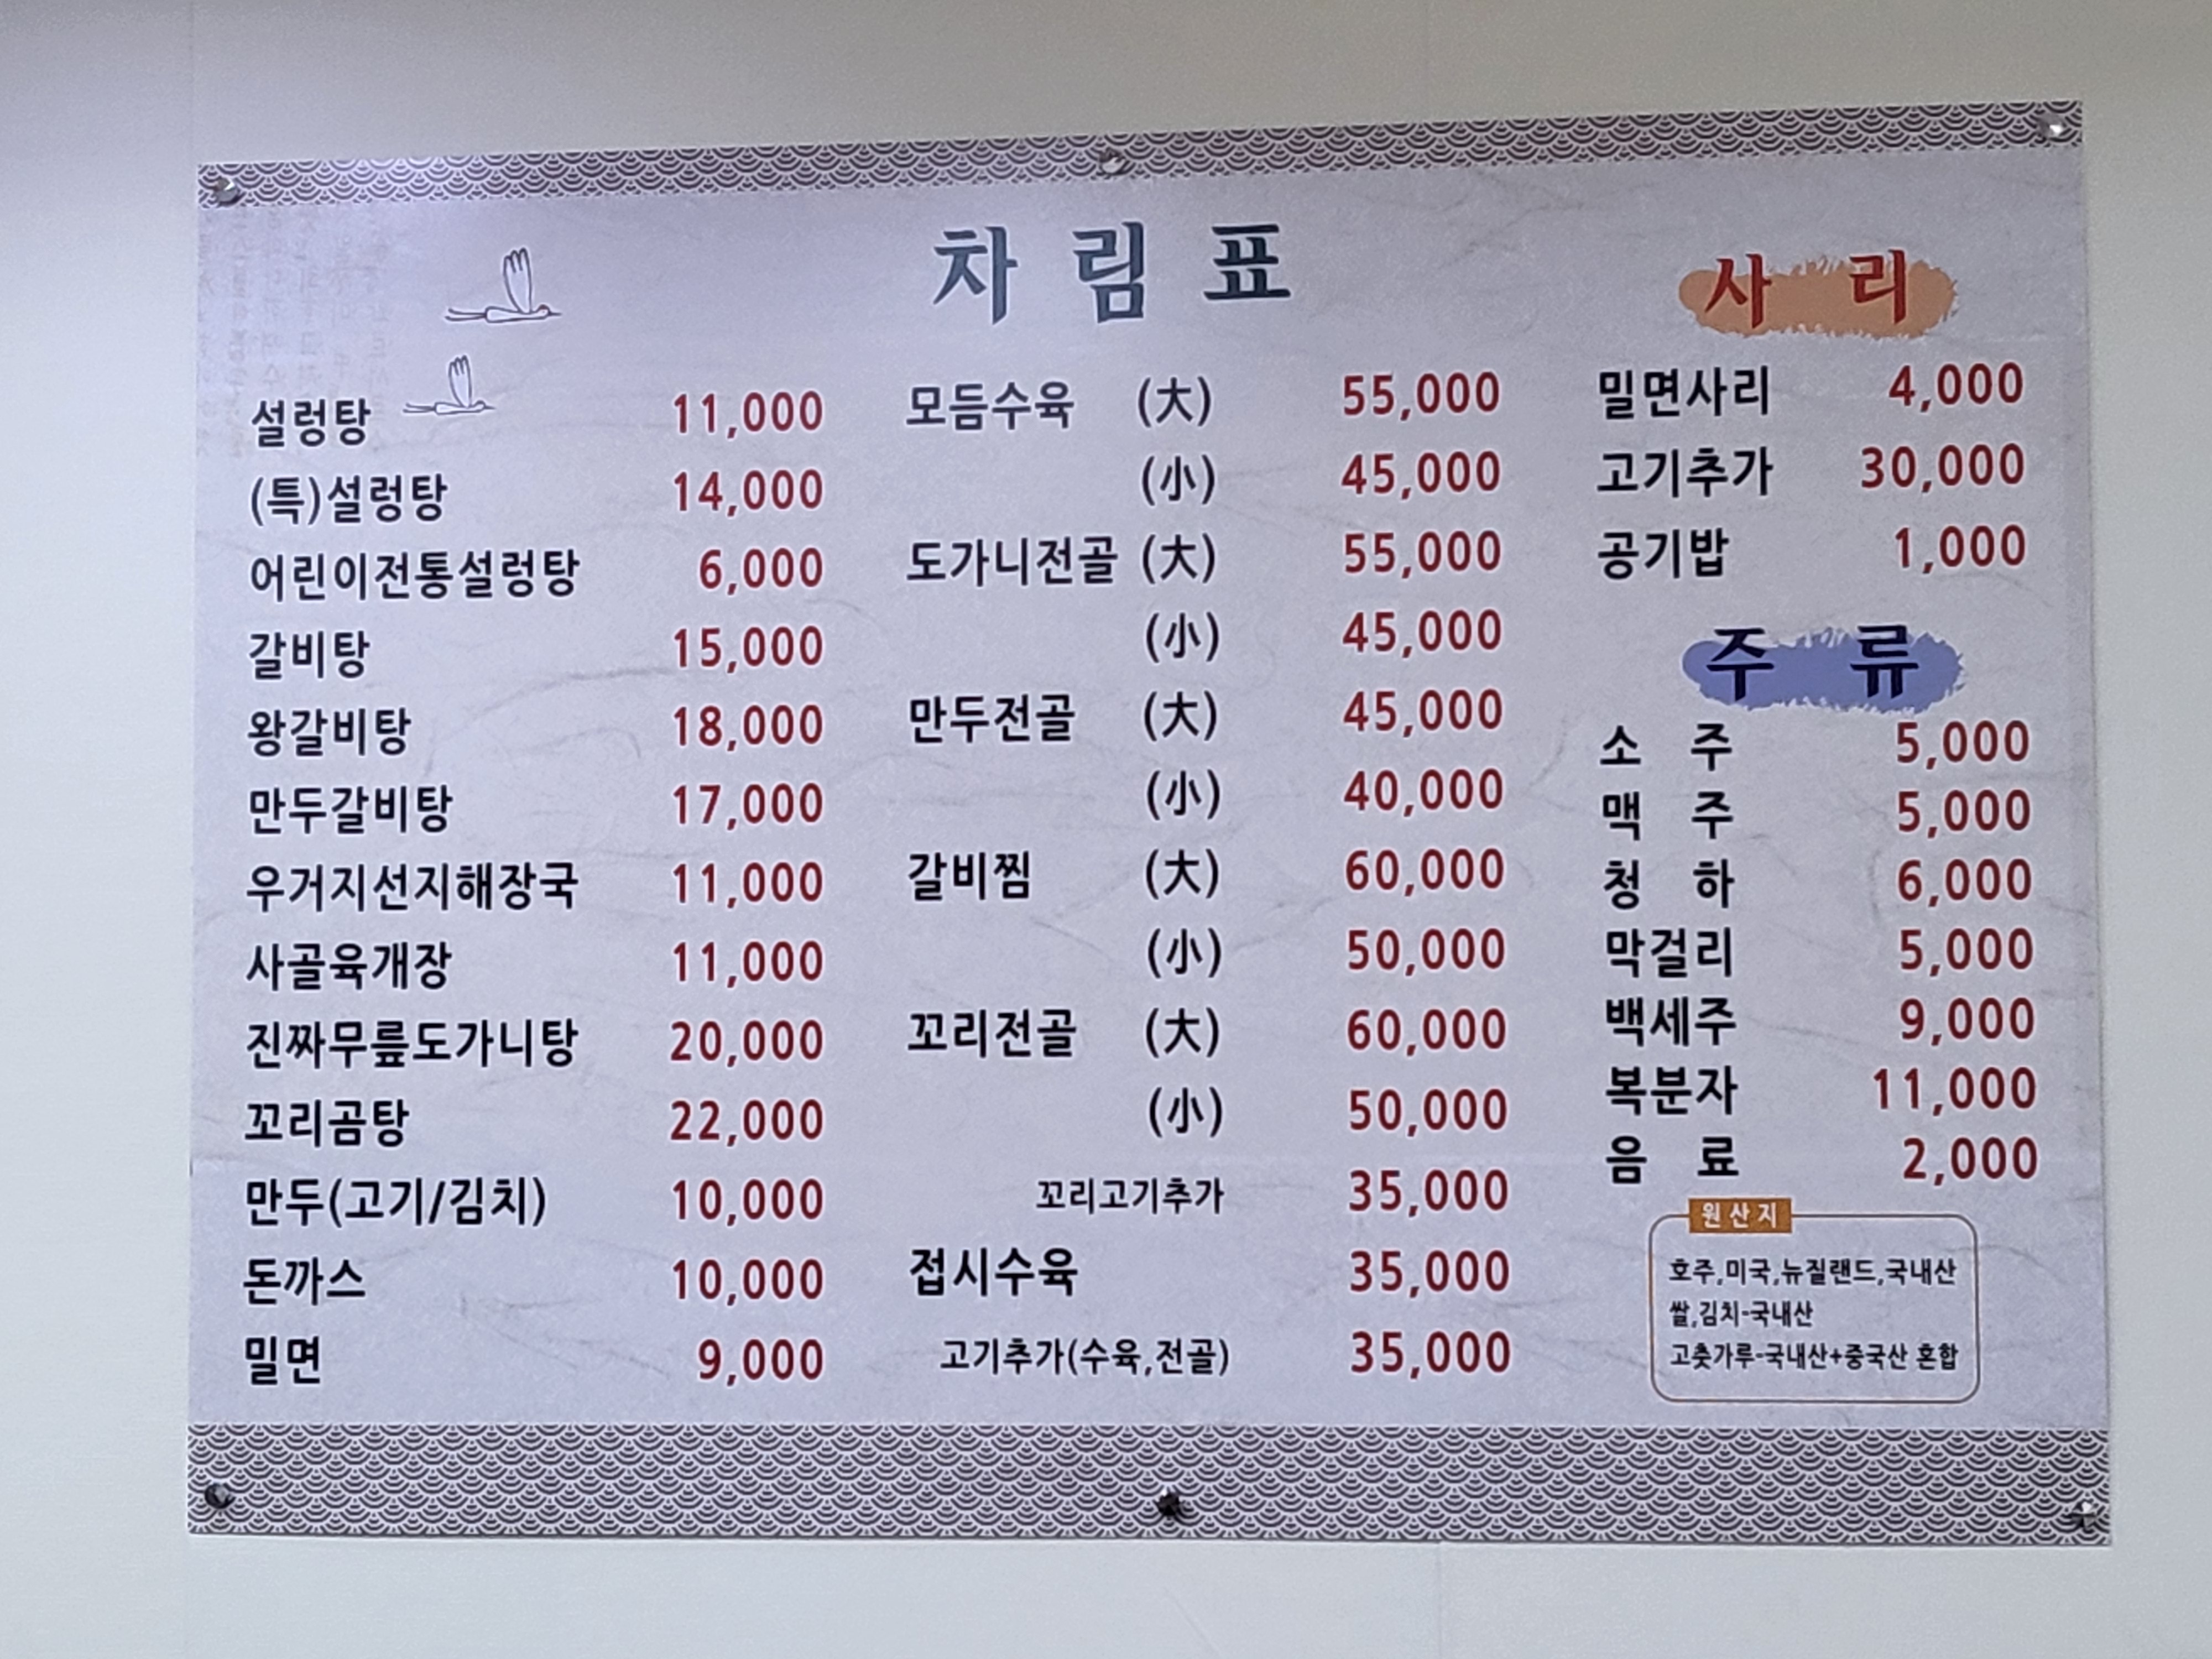 차림표
설렁탕 11,000
(특)설렁탕 14,000
어린이전통설렁탕 6,000
갈비탕 15,000
왕갈비탕 18,000
만두갈비탕 17,000
우거지선지해장국 11,000
사골육개장 11,000
진짜무릎도가니탕 20,000
꼬리곰탕 22,000
만두(고기/김치) 10,000
돈까스 10,000
밀면 9,000
모듬수육 (大) 55,000
(小) 45,000
도가니전골 (大) 55,000
(小) 45,000
만두전골 (大) 45,000
(小) 40,000
갈비찜 (大) 60,000
(小) 50,000
꼬리전골 (大) 60,000
(小) 50,000
꼬리고기추가 35,000
접시수육 35,000
고기추가(수육,전골) 35,000
사리
밀면사리 4,000
고기추가 30,000
공기밥 1,000
주류
소주 5,000
맥주 5,000
청하 6,000
막걸리 5,000
백세주 9,000
복분자 11,000
음료 2,000
원산지
호주,미국,뉴질랜드,국내산
쌀,김치-국내산
고춧가루-국내산+중국산 혼합